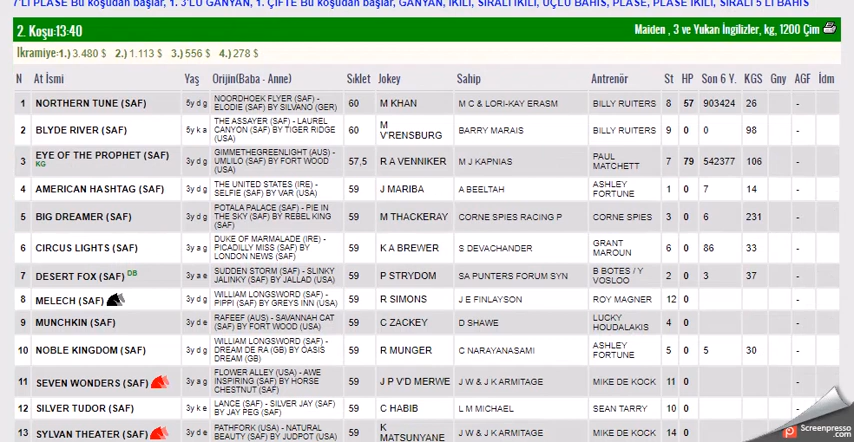 7'Lİ PLASE Bu koşudan başlar, 1. 3'LÜ GANYAN, 1. ÇİFTE Bu koşudan başlar, GANYAN, İKİLİ, SIRALI İKİLİ, ÜÇLÜ BAHİS, PLASE, PLASE İKİLİ, SIRALI 5 Lİ BAHİS
2. Koşu:13:40 Maiden , 3 ve Yukarı İngilizler, kg, 1200 Çim
İkramiye:1.) 3.480 $ 2.) 1.113 $ 3.) 556 $ 4.) 278 $
N At İsmi Yaş Orijin(Baba - Anne) Sıklet Jokey Sahip Antrenör St HP Son 6 Y. KGS Gny AGF İdm
1 NORTHERN TUNE (SAF) 5y d g NOORDHOEK FLYER (SAF) - ELODIE (SAF) BY SILVANO (GER) 60 M KHAN M C & LORI-KAY ERASM BILLY RUITERS 8 57 903424 26 -
2 BLYDE RIVER (SAF) 5y k a THE ASSAYER (SAF) - LAUREL CANYON (SAF) BY TIGER RIDGE (USA) 60 M V'RENSBURG BARRY MARAIS BILLY RUITERS 9 0 0 98 -
3 EYE OF THE PROPHET (SAF) KG 3y d g GIMMETHEGREENLIGHT (AUS) - UMLILO (SAF) BY FORT WOOD (USA) 57,5 R A VENNIKER M J KAPNIAS PAUL MATCHETT 7 79 542377 106 -
4 AMERICAN HASHTAG (SAF) 3y d g THE UNITED STATES (IRE) - SELFIE (SAF) BY VAR (USA) 59 J MARIBA A BEELTAH ASHLEY FORTUNE 1 0 7 14 -
5 BIG DREAMER (SAF) 3y d g POTALA PALACE (SAF) - PIE IN THE SKY (SAF) BY REBEL KING (SAF) 59 M THACKERAY CORNE SPIES RACING P CORNE SPIES 3 0 6 231 -
6 CIRCUS LIGHTS (SAF) 3y a g DUKE OF MARMALADE (IRE) - PICADILLY MISS (SAF) BY LONDON NEWS (SAF) 59 K A BREWER S DEVACHANDER GRANT MAROUN 6 0 86 33 -
7 DESERT FOX (SAF) DB 3y a e SUDDEN STORM (SAF) - SLINKY JALINKY (SAF) BY JALLAD (USA) 59 P STRYDOM SA PUNTERS FORUM SYN B BOTES / Y VOSLOO 2 0 3 37 -
8 MELECH (SAF) 3y d g WILLIAM LONGSWORD (SAF) - PIPPI (SAF) BY GREYS INN (USA) 59 R SIMONS J E FINLAYSON ROY MAGNER 12 0 -
9 MUNCHKIN (SAF) 3y d e RAFEEF (AUS) - SAVANNAH CAT (SAF) BY FORT WOOD (USA) 59 C ZACKEY D SHAWE LUCKY HOUDALAKIS 4 0 -
10 NOBLE KINGDOM (SAF) 3y d g WILLIAM LONGSWORD (SAF) - DREAM DE RA (GB) BY OASIS DREAM (GB) 59 R MUNGER C NARAYANASAMI ASHLEY FORTUNE 5 0 5 30 -
11 SEVEN WONDERS (SAF) 3y a g FLOWER ALLEY (USA) - AWE INSPIRING (SAF) BY HORSE CHESTNUT (SAF) 59 J P V'D MERWE J W & J K ARMITAGE MIKE DE KOCK 11 0 -
12 SILVER TUDOR (SAF) 3y k e LANCE (SAF) - SILVER JAY (SAF) BY JAY PEG (SAF) 59 C HABIB L M MICHAEL SEAN TARRY 10 0 -
13 SYLVAN THEATER (SAF) 3y d e PATHFORK (USA) - NATURAL BEAUTY (SAF) BY JUDPOT (USA) 59 K MATSUNYANE J W & J K ARMITAGE MIKE DE KOCK 14 0 -
Screenpresso
.com